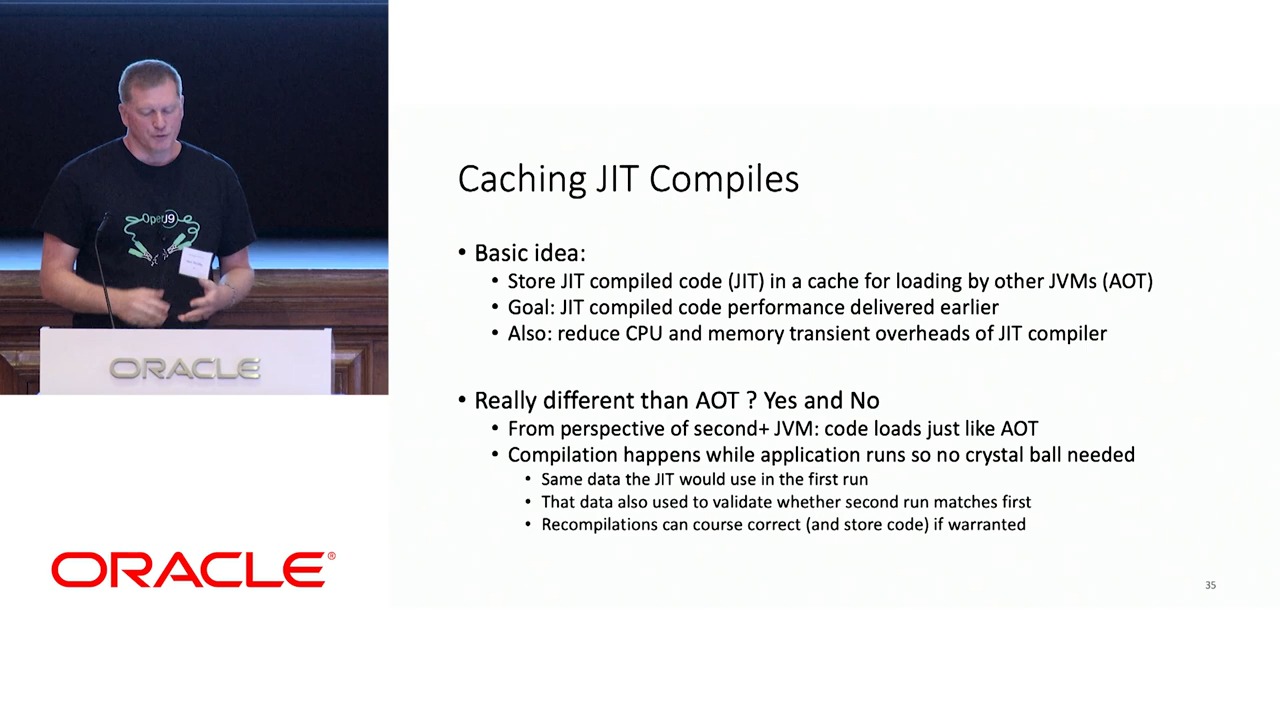 OpenJ9
ORACLE
ORACLE®
Caching JIT Compiles
• Basic idea:
• Store JIT compiled code (JIT) in a cache for loading by other JVMs (AOT)
• Goal: JIT compiled code performance delivered earlier
• Also: reduce CPU and memory transient overheads of JIT compiler
• Really different than AOT ? Yes and No
• From perspective of second+ JVM: code loads just like AOT
• Compilation happens while application runs so no crystal ball needed
• Same data the JIT would use in the first run
• That data also used to validate whether second run matches first
• Recompilations can course correct (and store code) if warranted
35